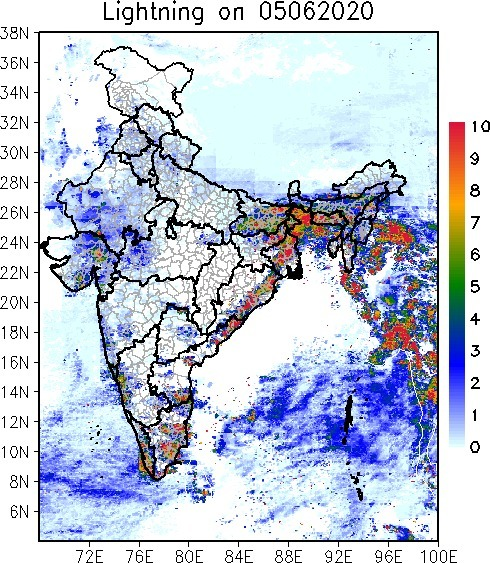 Lightning on 05062020
38N
36N
34N
32N
30N
28N
26N
24N
22N
20N
18N
16N
14N
12N
10N
8N
6N
10
9
8
7
6
5
4
3
2
1
0
72E 76E 80E 84E 88E 92E 96E 100E